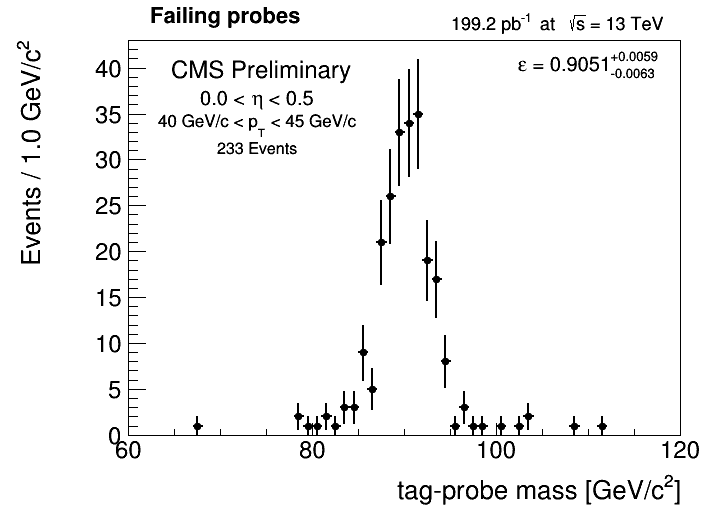 Failing probes
199.2 pb⁻¹ at √s = 13 TeV
CMS Preliminary
0.0 < η < 0.5
40 GeV/c < p_T < 45 GeV/c
233 Events
ε = 0.9051 +0.0059 -0.0063
Events / 1.0 GeV/c²
40
35
30
25
20
15
10
5
0
60 80 100 120
tag-probe mass [GeV/c²]